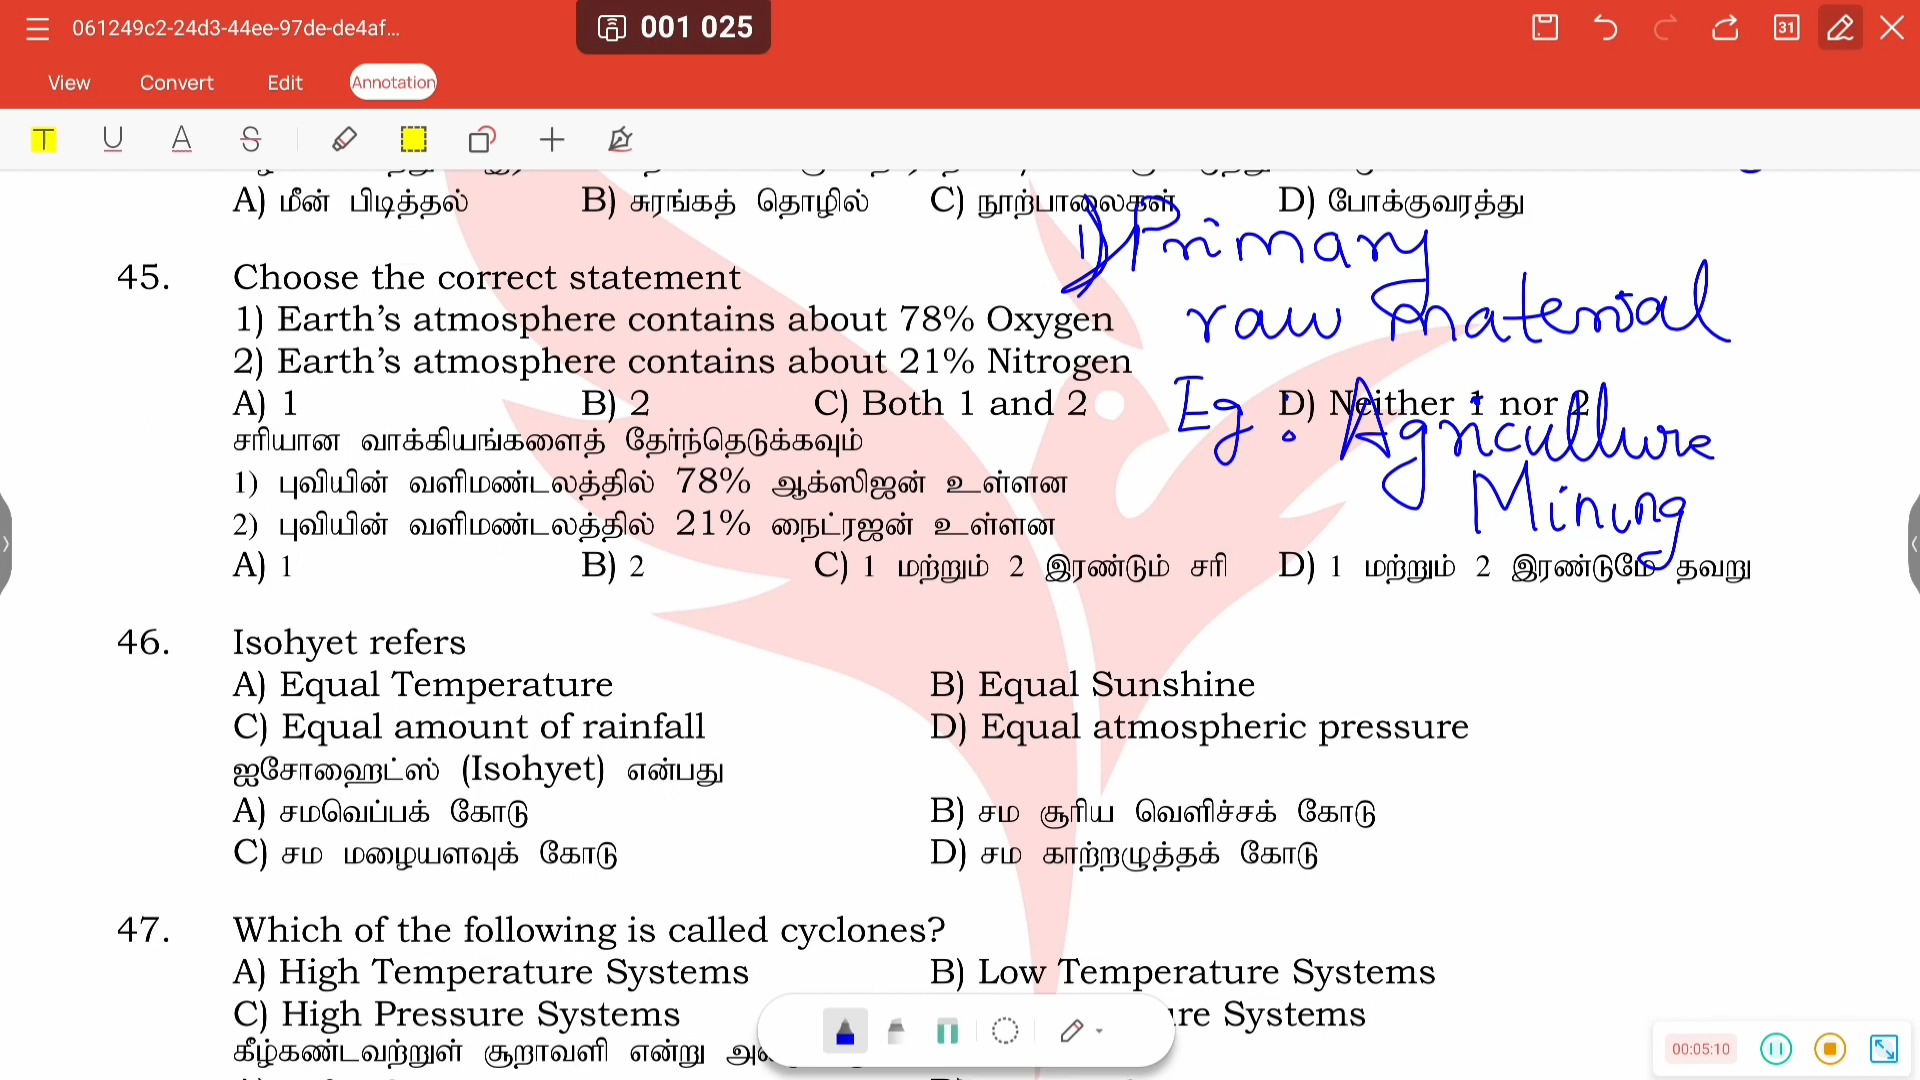 061249c2-24d3-44ee-97de-de4af...
001 025
31
View Convert Edit Annotation
A) மீன் பிடித்தல் B) சுரங்கத் தொழில் C) நூற்பாலைகள் D) போக்குவரத்து
1) Primary
raw material
Eg : Agriculture
Mining
45. Choose the correct statement
1) Earth's atmosphere contains about 78% Oxygen
2) Earth's atmosphere contains about 21% Nitrogen
A) 1 B) 2 C) Both 1 and 2 D) Neither 1 nor 2
சரியான வாக்கியங்களைத் தேர்ந்தெடுக்கவும்
1) புவியின் வளிமண்டலத்தில் 78% ஆக்ஸிஜன் உள்ளன
2) புவியின் வளிமண்டலத்தில் 21% நைட்ரஜன் உள்ளன
A) 1 B) 2 C) 1 மற்றும் 2 இரண்டும் சரி D) 1 மற்றும் 2 இரண்டுமே தவறு
46. Isohyet refers
A) Equal Temperature B) Equal Sunshine
C) Equal amount of rainfall D) Equal atmospheric pressure
ஐசோஹைட்ஸ் (Isohyet) என்பது
A) சமவெப்பக் கோடு B) சம சூரிய வெளிச்சக் கோடு
C) சம மழையளவுக் கோடு D) சம காற்றழுத்தக் கோடு
47. Which of the following is called cyclones?
A) High Temperature Systems B) Low Temperature Systems
C) High Pressure Systems Systems
கீழ்கண்டவற்றுள் சூறாவளி என்று
00:05:10